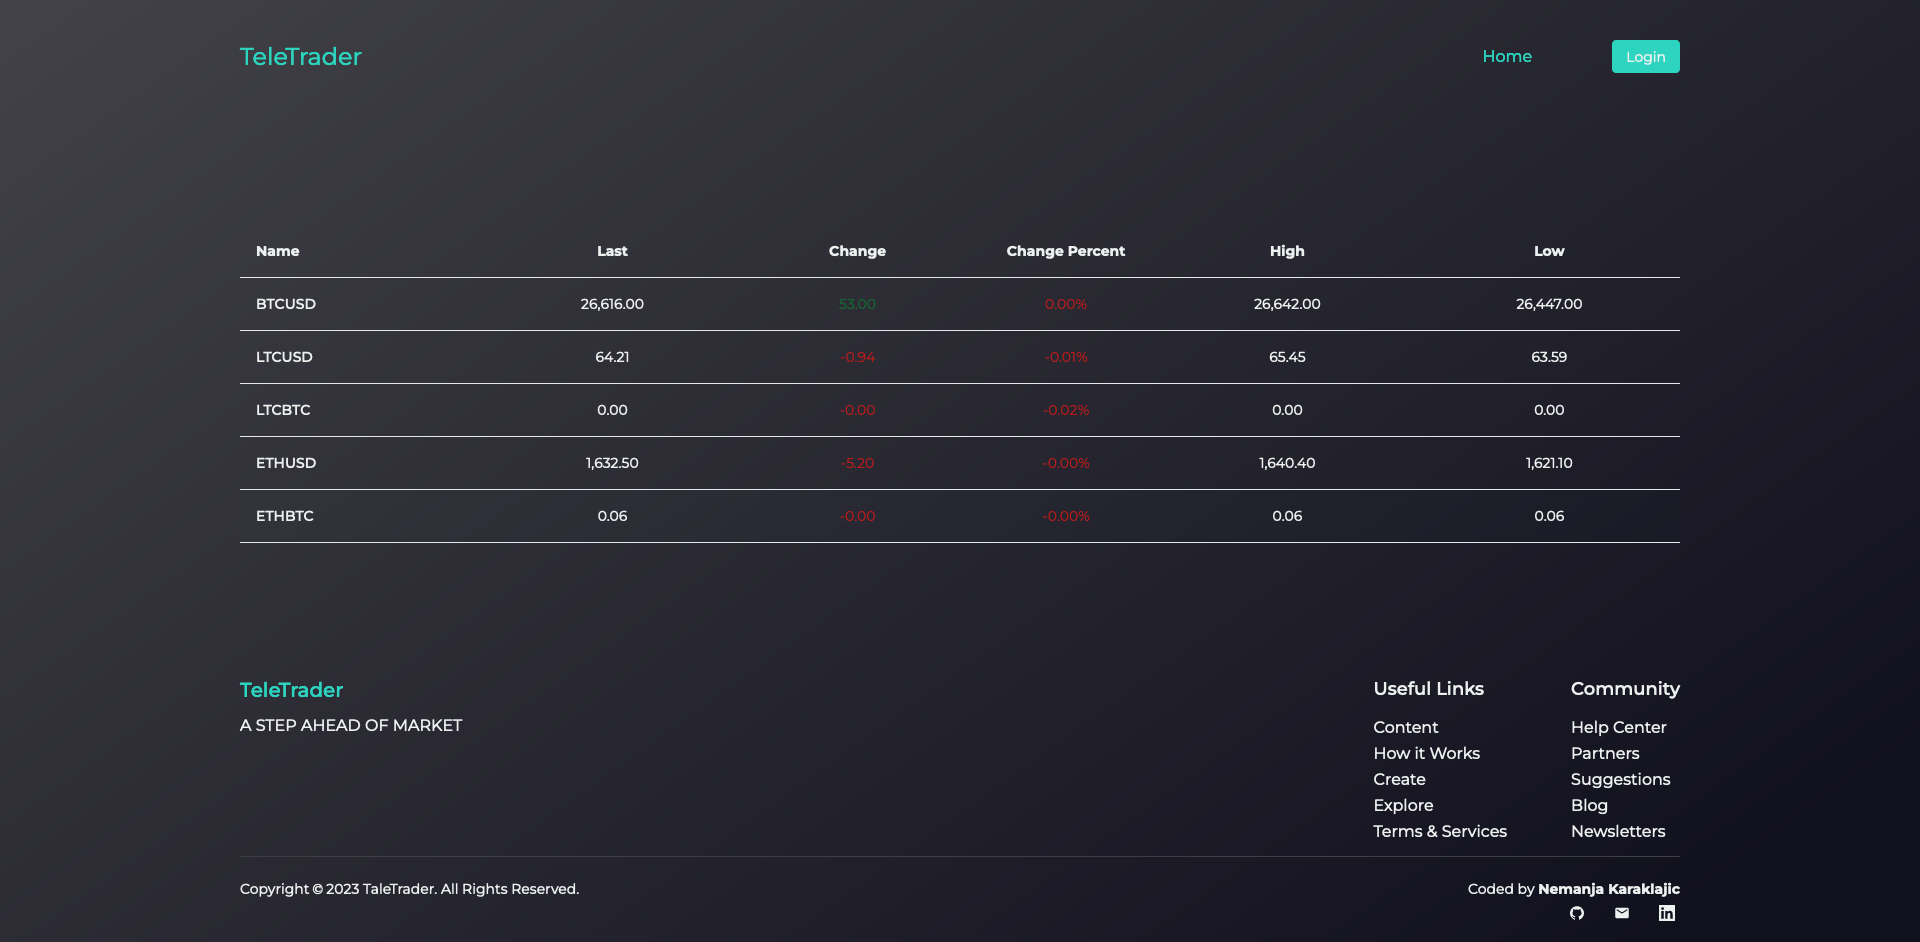 TeleTrader Home Login
Name Last Change Change Percent High Low
BTCUSD 26,616.00 53.00 0.00% 26,642.00 26,447.00
LTCUSD 64.21 -0.94 -0.01% 65.45 63.59
LTCBTC 0.00 -0.00 -0.02% 0.00 0.00
ETHUSD 1,632.50 -5.20 -0.00% 1,640.40 1,621.10
ETHBTC 0.06 -0.00 -0.00% 0.06 0.06
TeleTrader
A STEP AHEAD OF MARKET
Useful Links
Content
How it Works
Create
Explore
Terms & Services
Community
Help Center
Partners
Suggestions
Blog
Newsletters
Copyright © 2023 TaleTrader. All Rights Reserved.
Coded by Nemanja Karaklajic